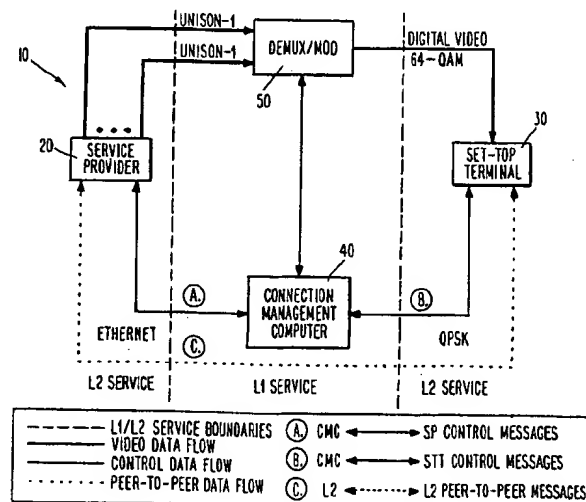 UNISON-1
UNISON-1
DEMUX/MOD
50
DIGITAL VIDEO
64-QAM
10
20
SERVICE
PROVIDER
30
SET-TOP
TERMINAL
40
CONNECTION
MANAGEMENT
COMPUTER
A.
B.
C.
ETHERNET
QPSK
L2 SERVICE
L1 SERVICE
L2 SERVICE
L1/L2 SERVICE BOUNDARIES
VIDEO DATA FLOW
CONTROL DATA FLOW
PEER-TO-PEER DATA FLOW
A. CMC SP CONTROL MESSAGES
B. CMC STT CONTROL MESSAGES
C. L2 L2 PEER-TO-PEER MESSAGES